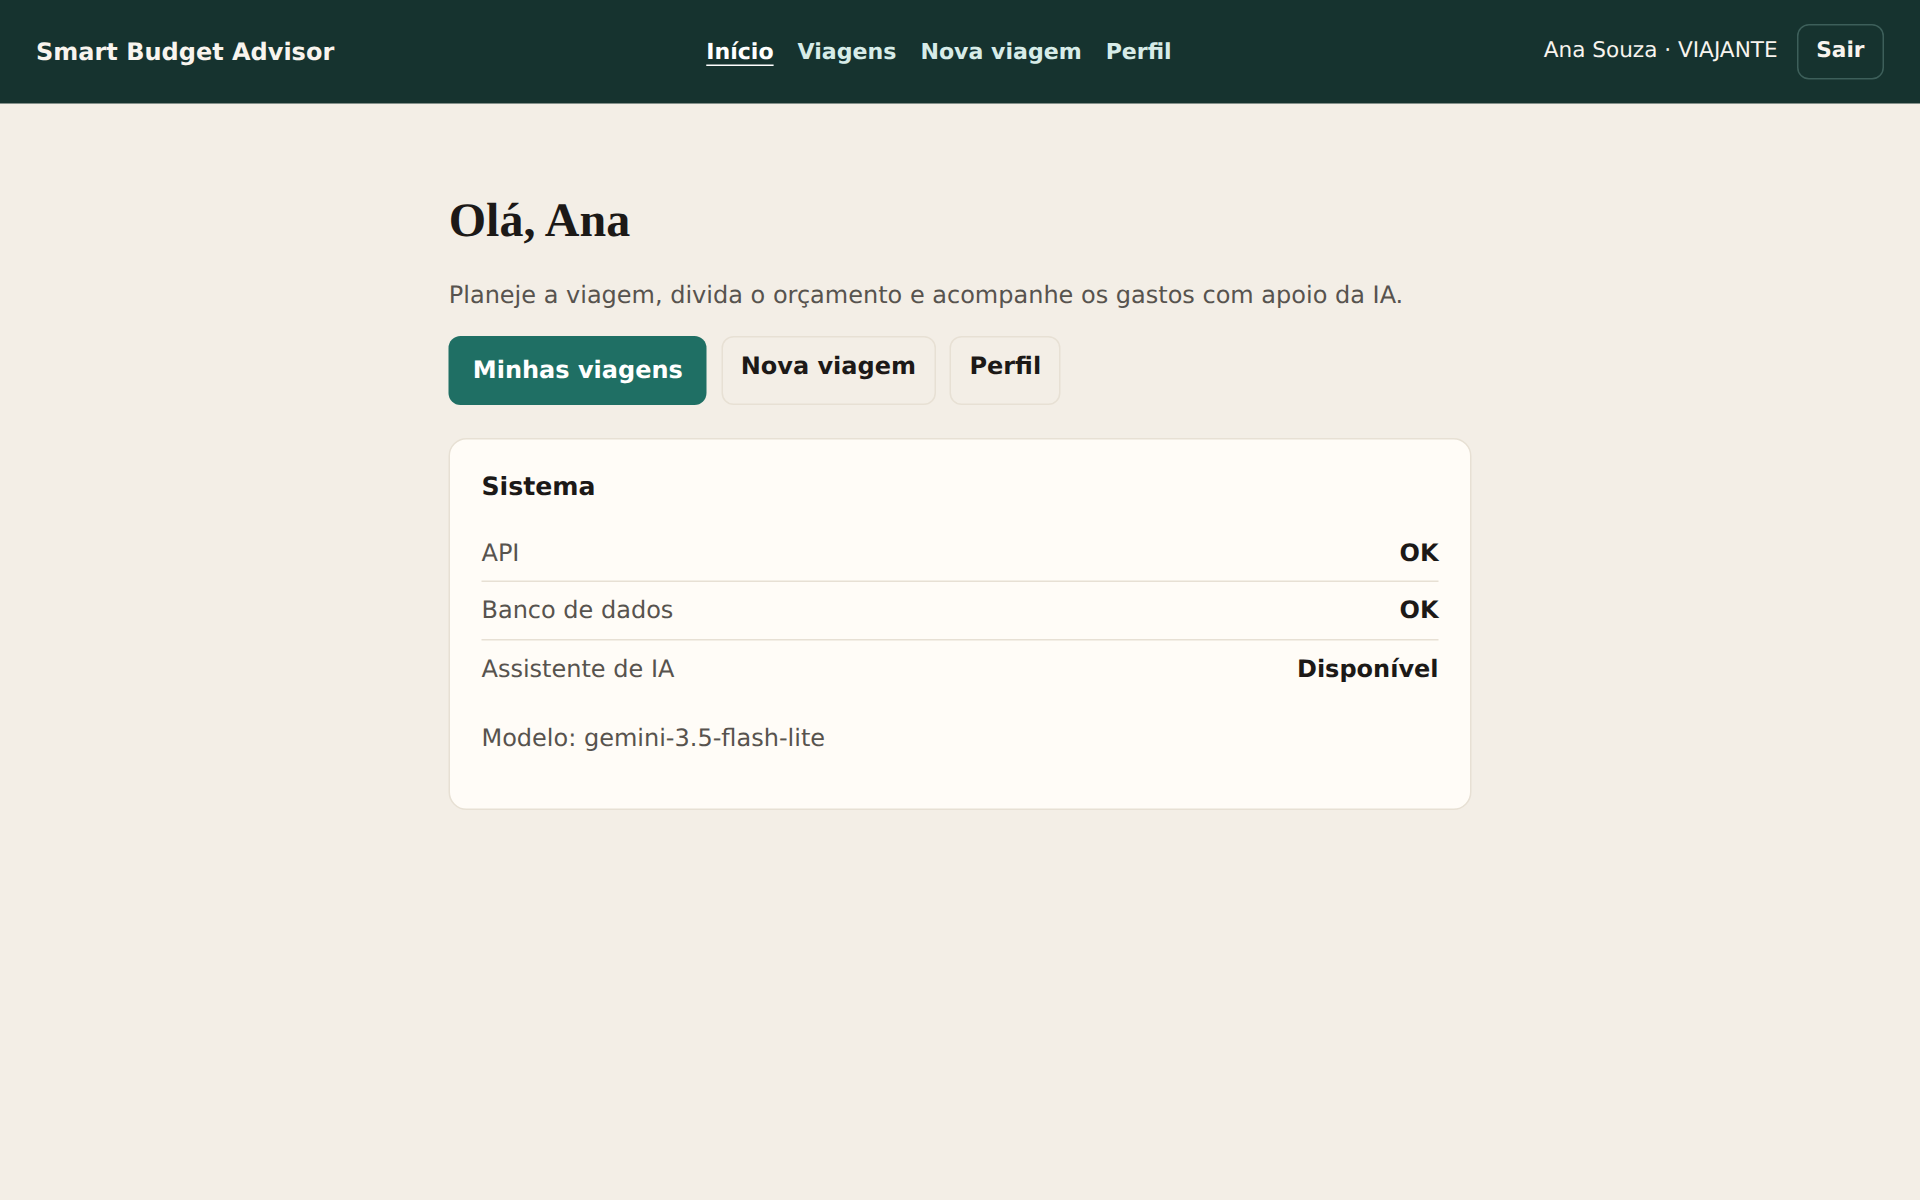 Smart Budget Advisor
Início Viagens Nova viagem Perfil
Ana Souza · VIAJANTE Sair
Olá, Ana
Planeje a viagem, divida o orçamento e acompanhe os gastos com apoio da IA.
Minhas viagens Nova viagem Perfil
Sistema
API OK
Banco de dados OK
Assistente de IA Disponível
Modelo: gemini-3.5-flash-lite